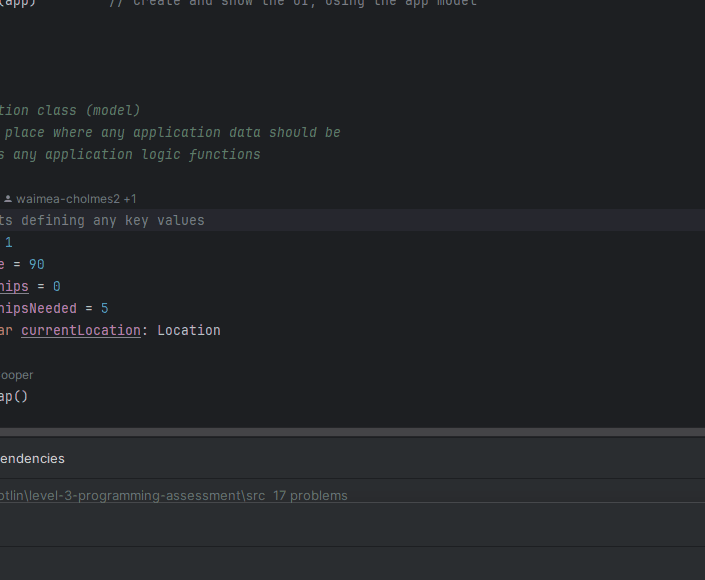 (app) // Create and show the UI, using the app model
tion class (model)
place where any application data should be
s any application logic functions
waimea-cholmes2 +1
ts defining any key values
1
e = 90
hips = 0
hipsNeeded = 5
ar currentLocation: Location
ooper
ap()
endencies
otlin\level-3-programming-assessment\src 17 problems